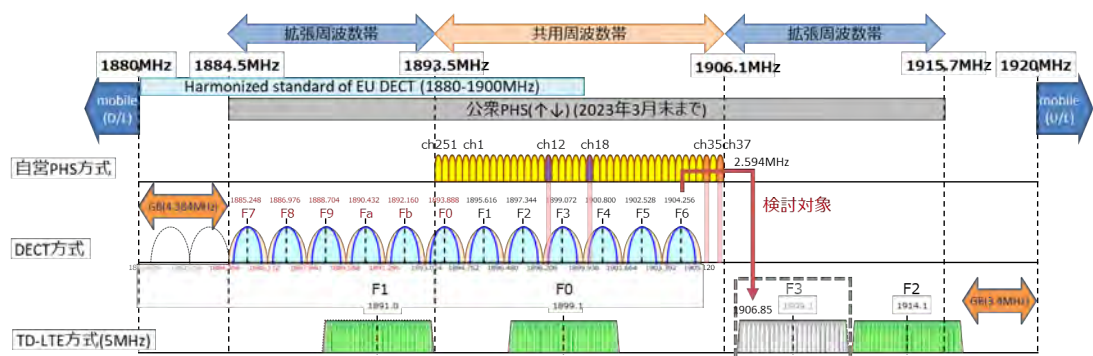 拡張周波数帯 共用周波数帯 拡張周波数帯
1880MHz 1884.5MHz 1893.5MHz 1906.1MHz 1915.7MHz 1920MHz
Harmonized standard of EU DECT (1880-1900MHz)
mobile (D/L)
公衆PHS(↑↓) (2023年3月末まで)
mobile (U/L)
ch251 ch1 ch12 ch18 ch35 ch37
自営PHS方式
2.594MHz
GB(4.384MHz)
1885.248 1886.976 1888.704 1890.432 1892.160 1893.888 1895.616 1897.344 1899.072 1900.800 1902.528 1904.256
検討対象
F7 F8 F9 Fa Fb F0 F1 F2 F3 F4 F5 F6
DECT方式
F1 F0 F3 F2
1891.0 1899.1 1909.1 1914.1
GB(3.4MHz)
1906.85
TD-LTE方式(5MHz)